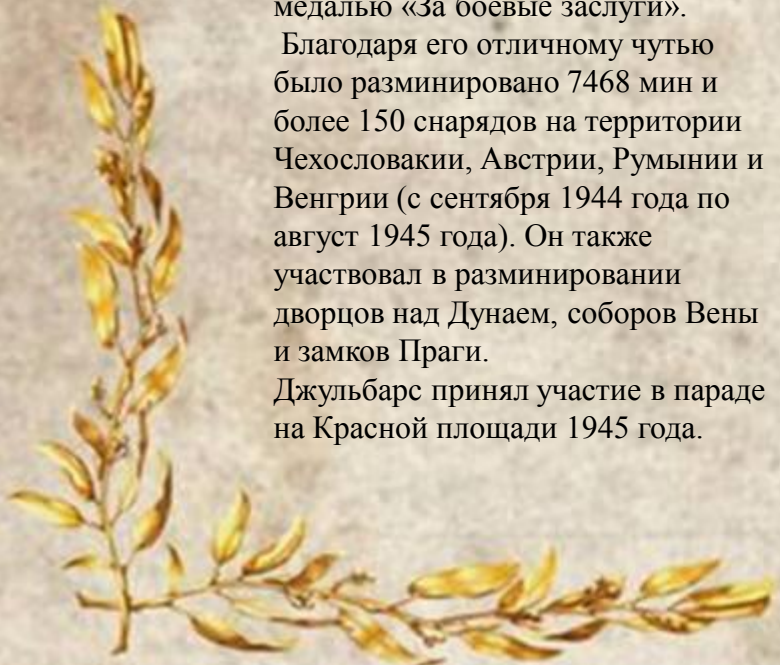 медалью «За боевые заслуги».
Благодаря его отличному чутью
было разминировано 7468 мин и
более 150 снарядов на территории
Чехословакии, Австрии, Румынии и
Венгрии (с сентября 1944 года по
август 1945 года). Он также
участвовал в разминировании
дворцов над Дунаем, соборов Вены
и замков Праги.
Джульбарс принял участие в параде
на Красной площади 1945 года.